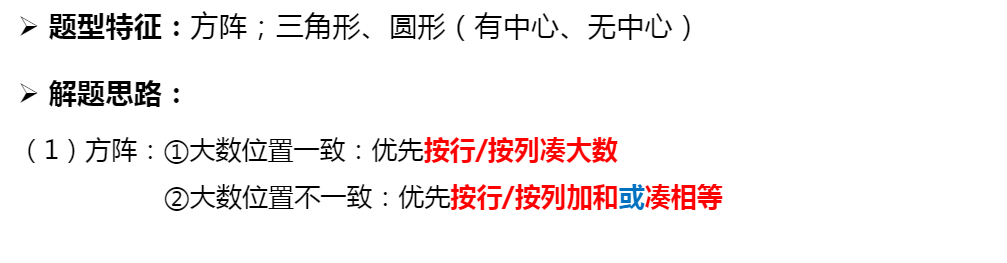 ➢ 题型特征：方阵；三角形、圆形（有中心、无中心）
➢ 解题思路：
（1）方阵：①大数位置一致：优先按行/按列凑大数
②大数位置不一致：优先按行/按列加和或凑相等